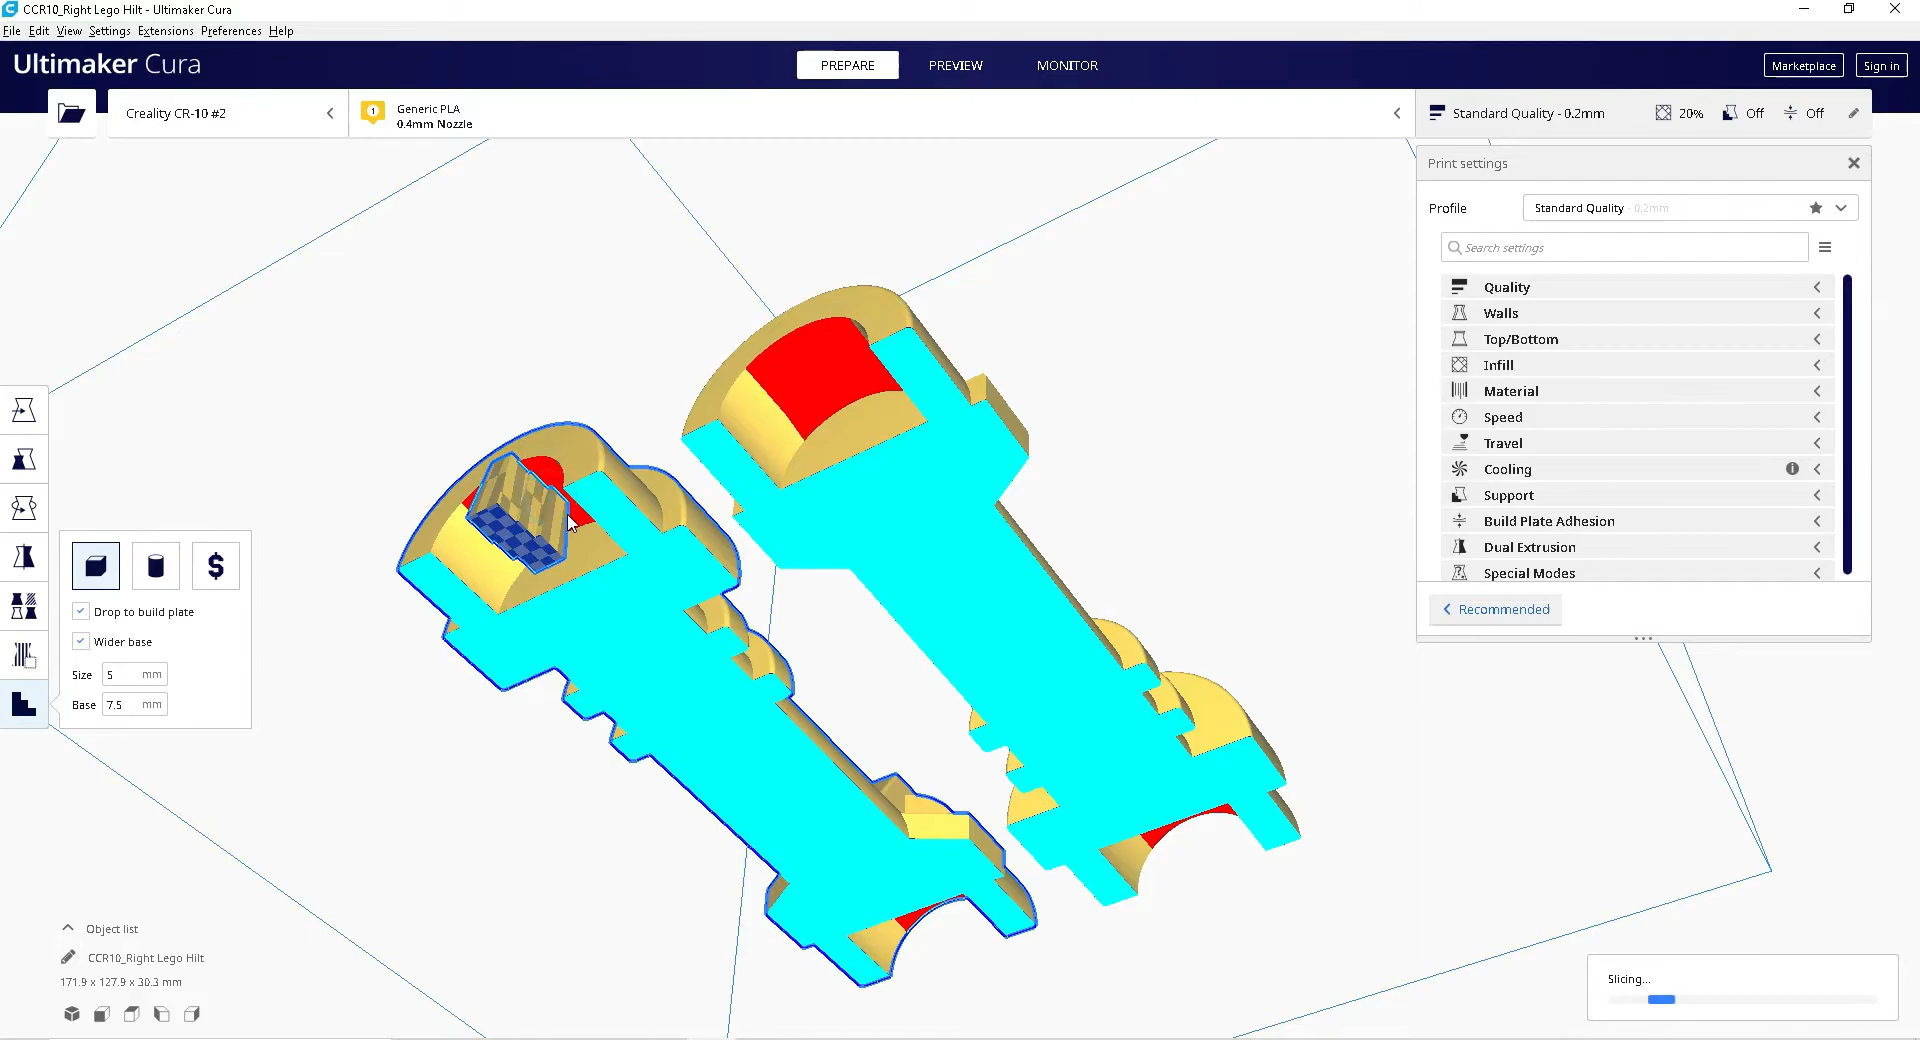 CCR10_Right Lego Hilt - Ultimaker Cura
File Edit View Settings Extensions Preferences Help
Ultimaker Cura
PREPARE
PREVIEW
MONITOR
Marketplace
Sign in
Creality CR-10 #2
1
Generic PLA
0.4mm Nozzle
Standard Quality - 0.2mm
20%
Off
Off
Print settings
Profile
Standard Quality - 0.2mm
Search settings
Quality
Walls
Top/Bottom
Infill
Material
Speed
Travel
Cooling
Support
Build Plate Adhesion
Dual Extrusion
Special Modes
Recommended
$
Drop to build plate
Wider base
Size 5 mm
Base 7.5 mm
Object list
CCR10_Right Lego Hilt
171.9 x 127.9 x 30.3 mm
Slicing...